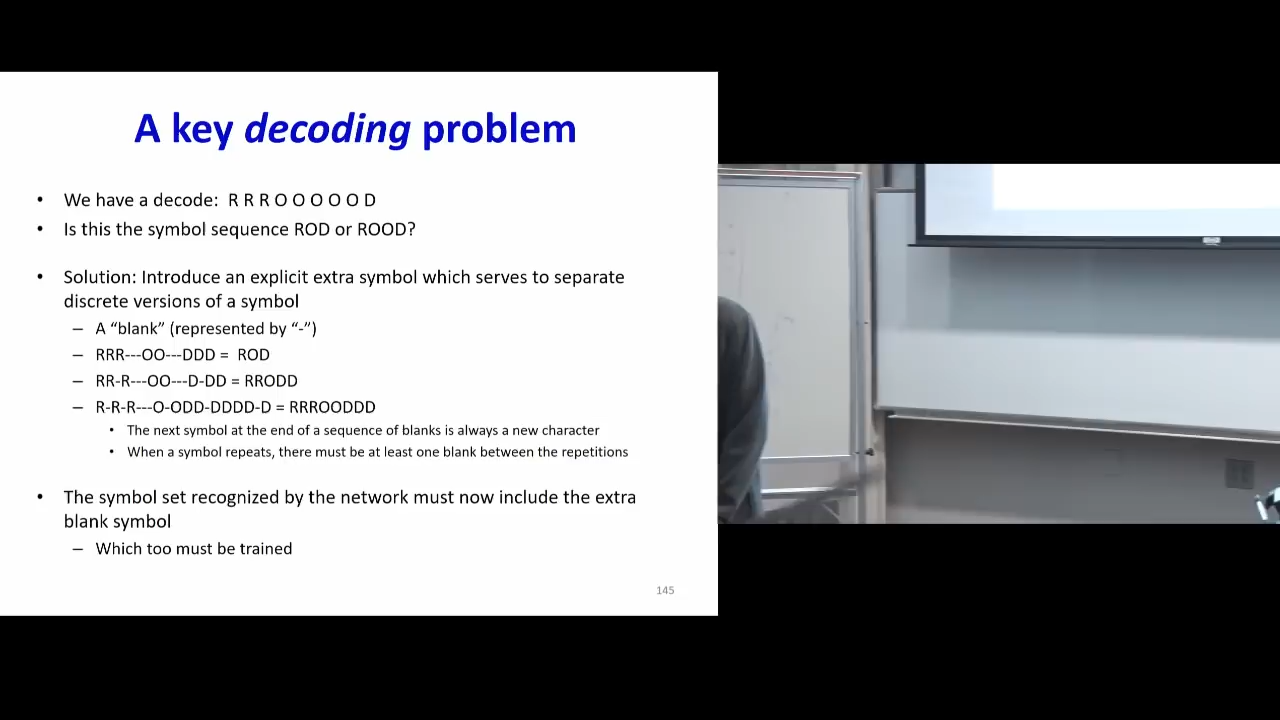 A key decoding problem
• We have a decode: R R R O O O O O D
• Is this the symbol sequence ROD or ROOD?
• Solution: Introduce an explicit extra symbol which serves to separate
discrete versions of a symbol
– A “blank” (represented by “-”)
– RRR---OO---DDD = ROD
– RR-R---OO---D-DD = RRODD
– R-R-R---O-ODD-DDDD-D = RRROODDD
• The next symbol at the end of a sequence of blanks is always a new character
• When a symbol repeats, there must be at least one blank between the repetitions
• The symbol set recognized by the network must now include the extra
blank symbol
– Which too must be trained
145